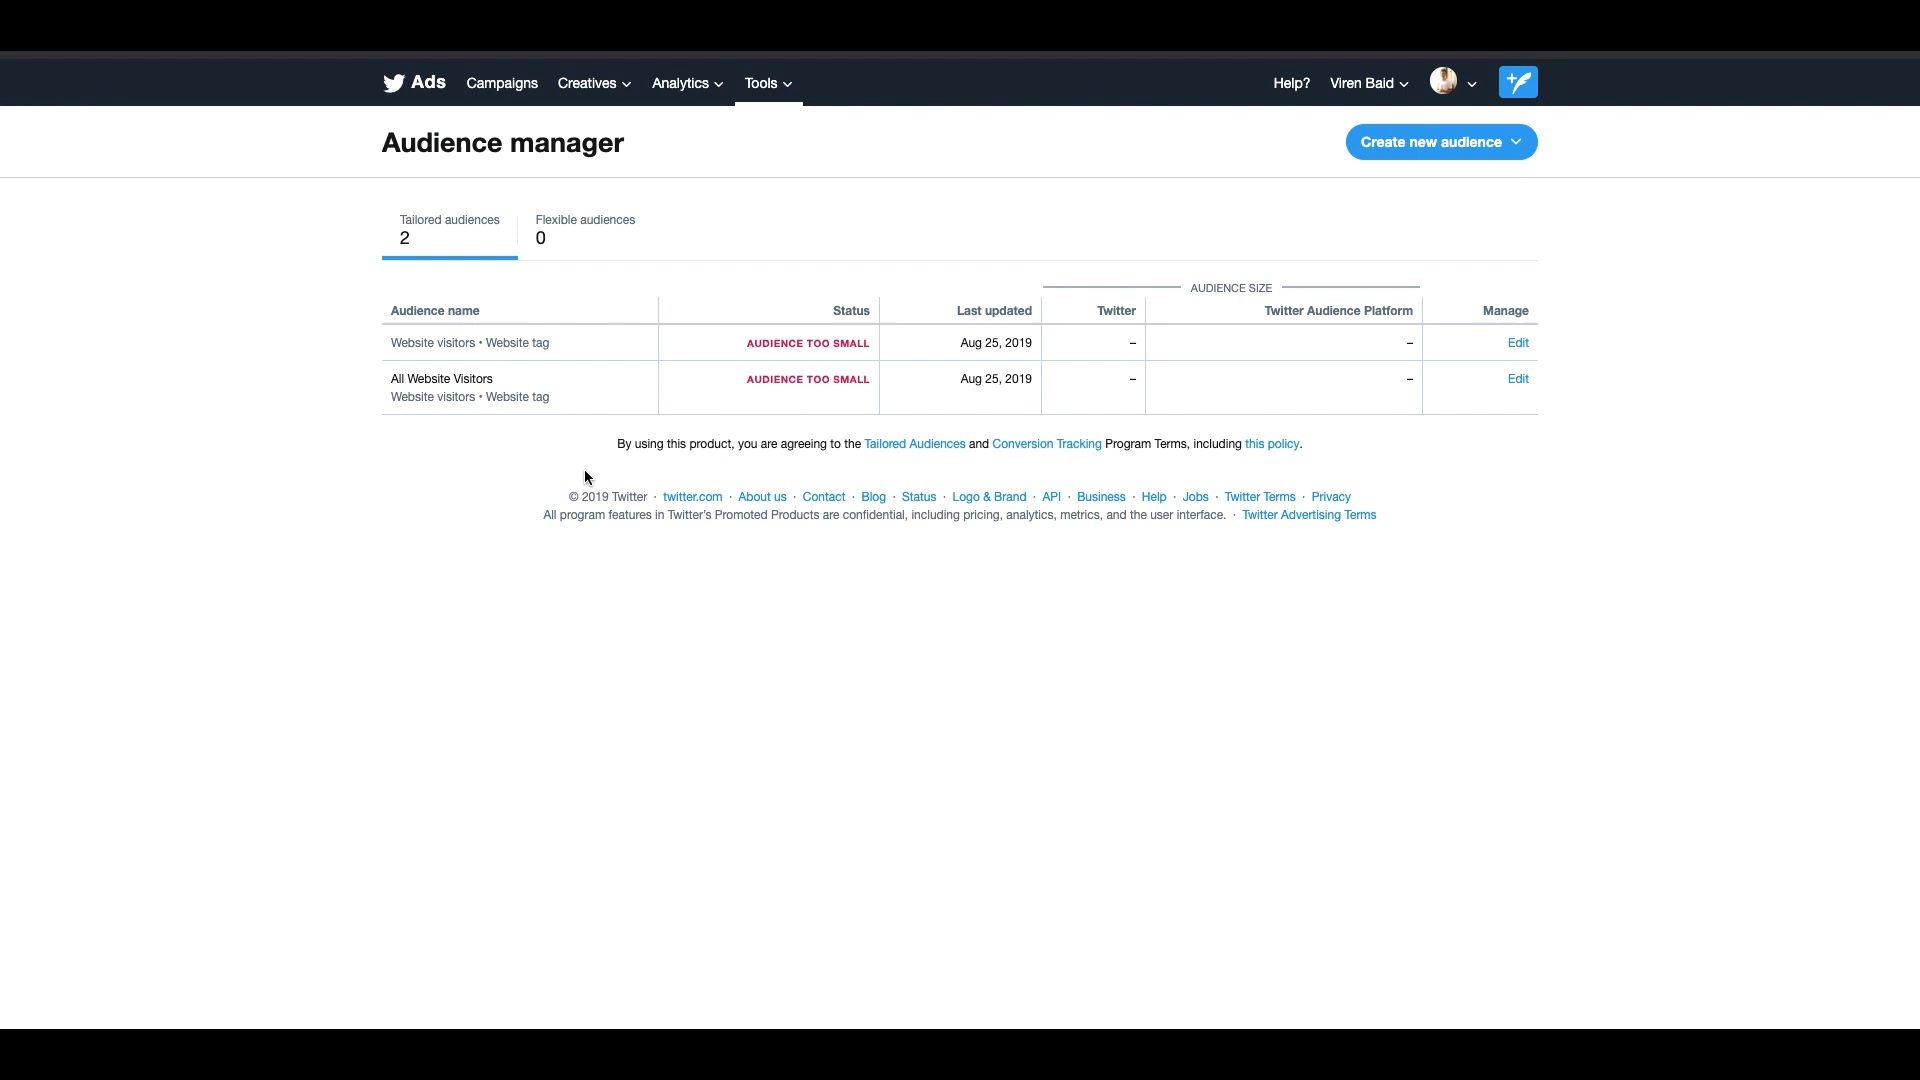 Ads Campaigns Creatives Analytics Tools Help? Viren Baid
Audience manager Create new audience
Tailored audiences Flexible audiences
2 0
AUDIENCE SIZE
Audience name Status Last updated Twitter Twitter Audience Platform Manage
Website visitors • Website tag AUDIENCE TOO SMALL Aug 25, 2019 – – Edit
All Website Visitors AUDIENCE TOO SMALL Aug 25, 2019 – – Edit
Website visitors • Website tag
By using this product, you are agreeing to the Tailored Audiences and Conversion Tracking Program Terms, including this policy.
© 2019 Twitter · twitter.com · About us · Contact · Blog · Status · Logo & Brand · API · Business · Help · Jobs · Twitter Terms · Privacy
All program features in Twitter's Promoted Products are confidential, including pricing, analytics, metrics, and the user interface. · Twitter Advertising Terms